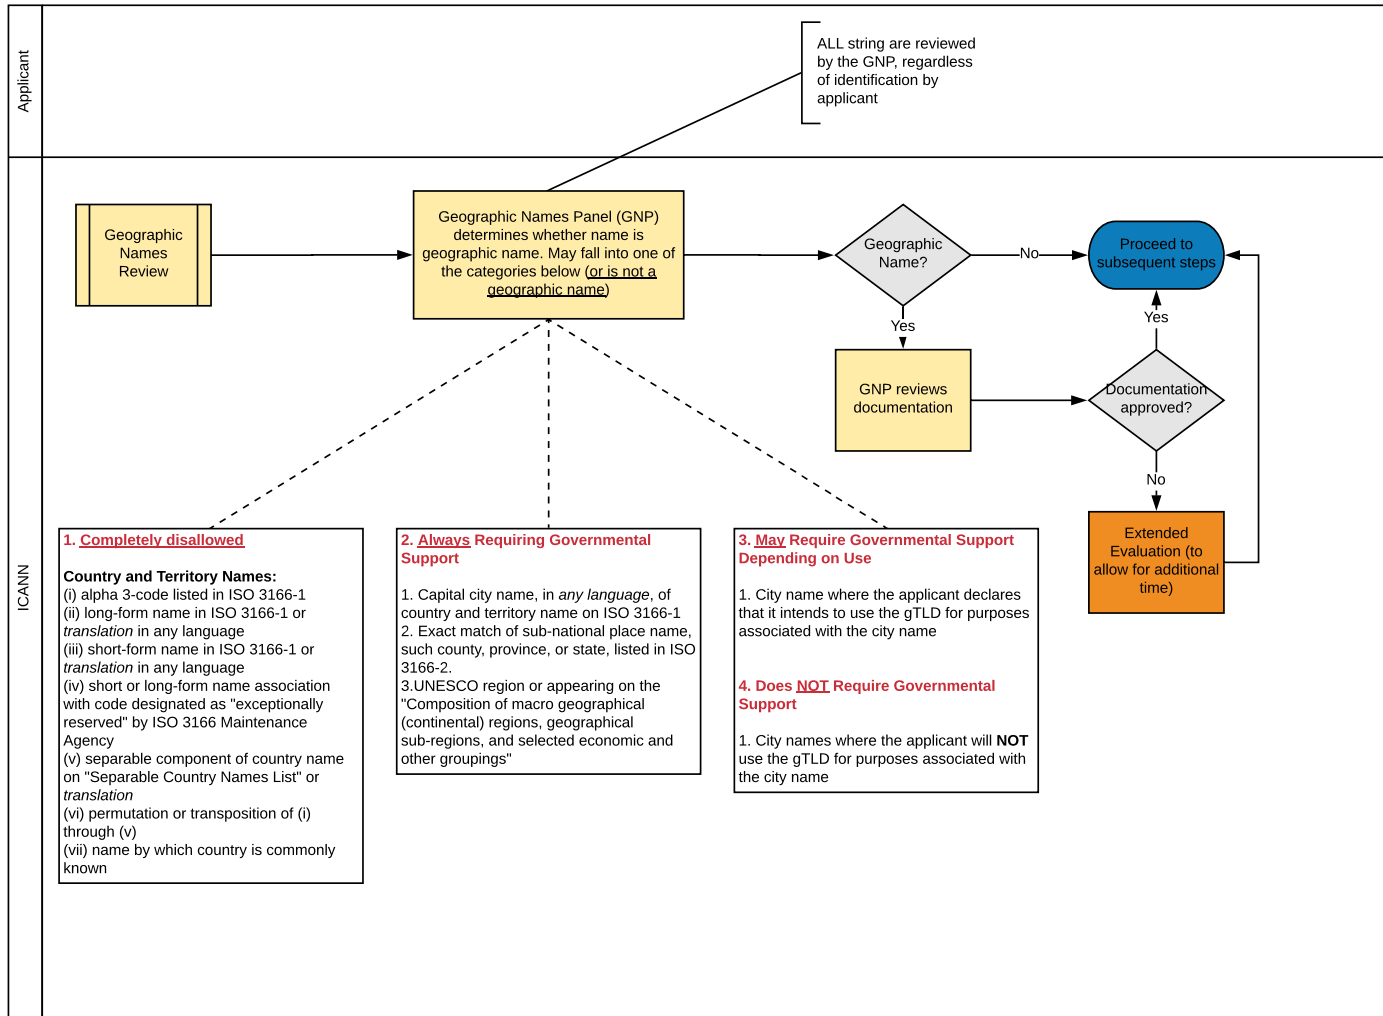 Applicant
ALL string are reviewed
by the GNP, regardless
of identification by
applicant
ICANN
Geographic
Names
Review
Geographic Names Panel (GNP)
determines whether name is
geographic name. May fall into one of
the categories below (or is not a
geographic name)
Geographic
Name?
No
Proceed to
subsequent steps
Yes
Yes
GNP reviews
documentation
Documentation
approved?
No
Extended
Evaluation (to
allow for additional
time)
1. Completely disallowed
Country and Territory Names:
(i) alpha 3-code listed in ISO 3166-1
(ii) long-form name in ISO 3166-1 or
translation in any language
(iii) short-form name in ISO 3166-1 or
translation in any language
(iv) short or long-form name association
with code designated as "exceptionally
reserved" by ISO 3166 Maintenance
Agency
(v) separable component of country name
on "Separable Country Names List" or
translation
(vi) permutation or transposition of (i)
through (v)
(vii) name by which country is commonly
known
2. Always Requiring Governmental
Support
1. Capital city name, in any language, of
country and territory name on ISO 3166-1
2. Exact match of sub-national place name,
such county, province, or state, listed in ISO
3166-2.
3.UNESCO region or appearing on the
"Composition of macro geographical
(continental) regions, geographical
sub-regions, and selected economic and
other groupings"
3. May Require Governmental Support
Depending on Use
1. City name where the applicant declares
that it intends to use the gTLD for purposes
associated with the city name
4. Does NOT Require Governmental
Support
1. City names where the applicant will NOT
use the gTLD for purposes associated with
the city name